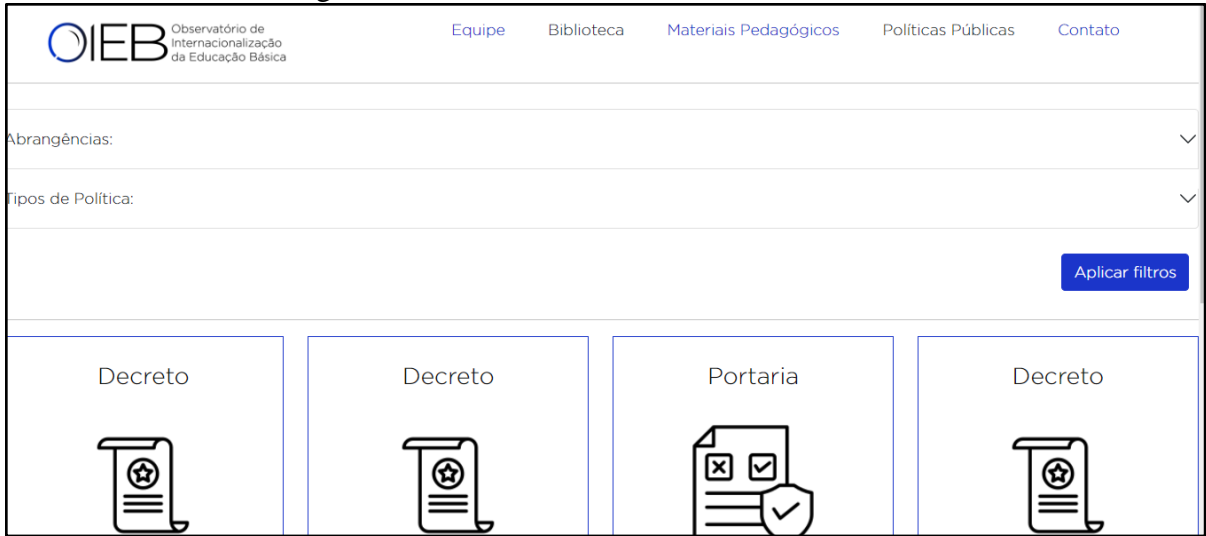 OIEB Observatório de
Internacionalização
da Educação Básica
Equipe Biblioteca Materiais Pedagógicos Políticas Públicas Contato
Abrangências:
Tipos de Política:
Aplicar filtros
Decreto Decreto Portaria Decreto